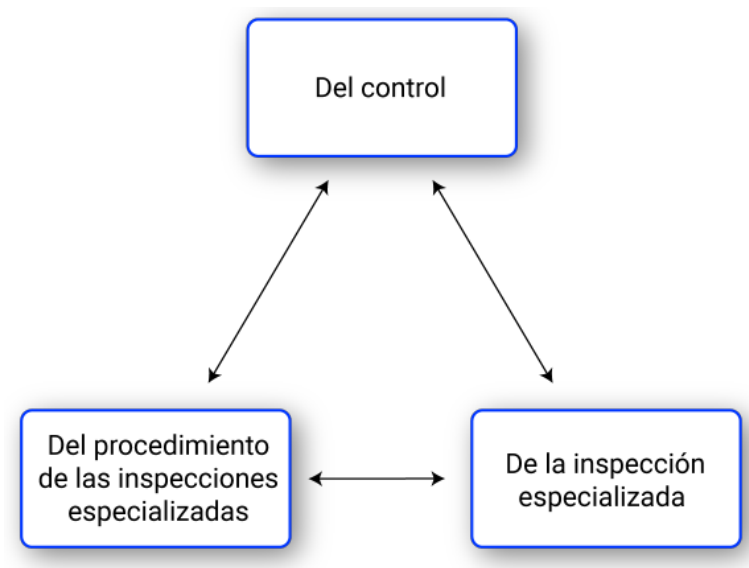 Del control
Del procedimiento
de las inspecciones
especializadas
De la inspección
especializada